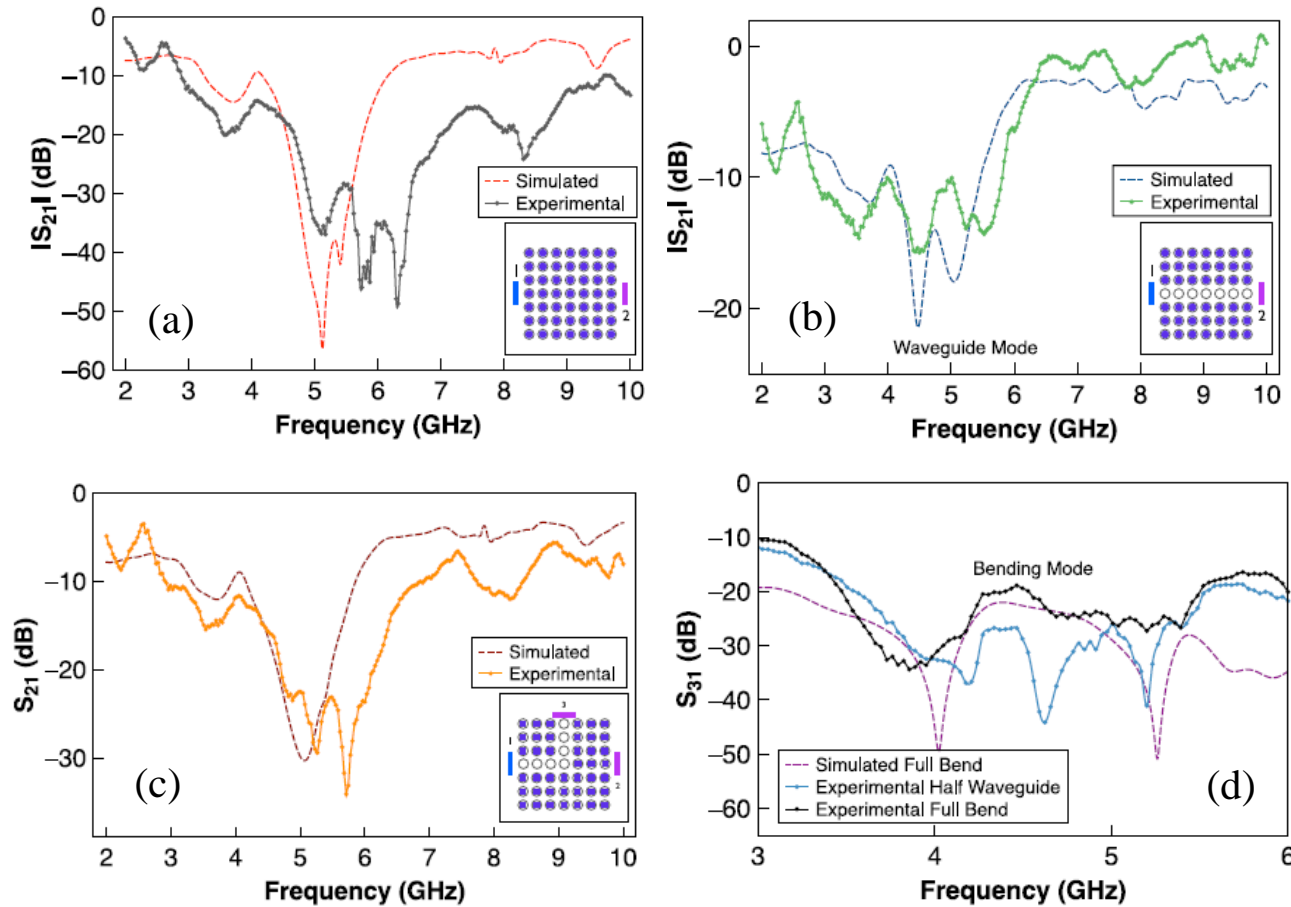 0
−10
−20
−30
−40
−50
−60
IS21I (dB)
Simulated
Experimental
1
2
(a)
2 3 4 5 6 7 8 9 10
Frequency (GHz)
0
−10
−20
IS21I (dB)
Simulated
Experimental
1
2
(b)
Waveguide Mode
2 3 4 5 6 7 8 9 10
Frequency (GHz)
0
−10
−20
−30
S21 (dB)
Simulated
Experimental
3
1
2
(c)
2 3 4 5 6 7 8 9 10
Frequency (GHz)
0
−10
−20
−30
−40
−50
−60
S31 (dB)
Bending Mode
Simulated Full Bend
Experimental Half Waveguide
Experimental Full Bend
(d)
3 4 5 6
Frequency (GHz)